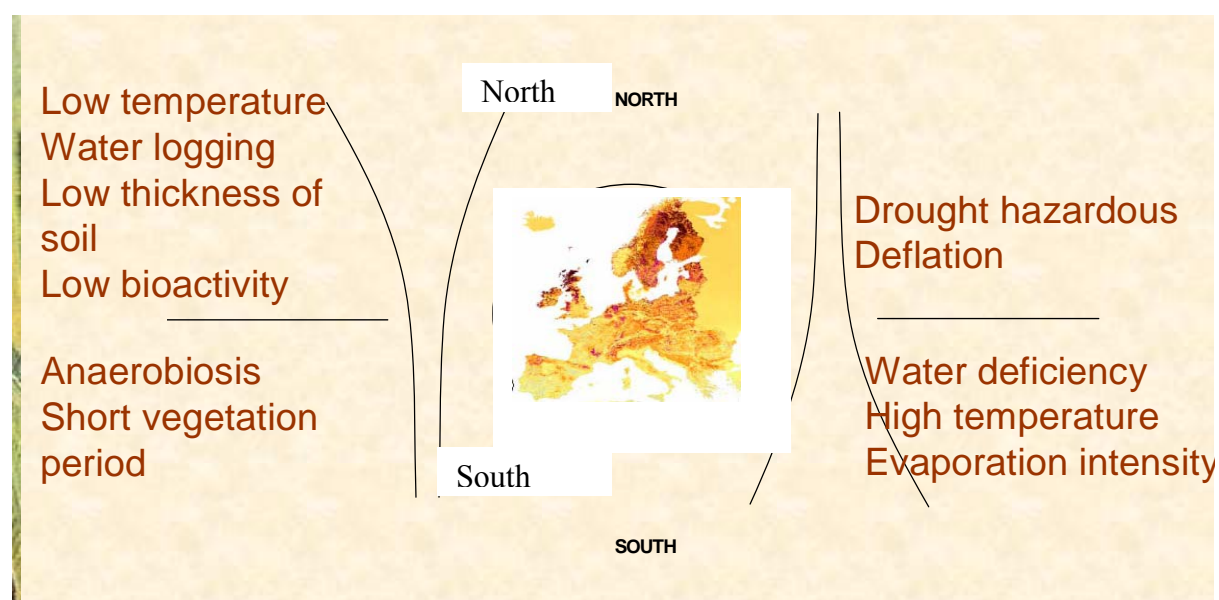 North
NORTH
Low temperature
Water logging
Low thickness of
soil
Low bioactivity
Anaerobiosis
Short vegetation
period
Drought hazardous
Deflation
Water deficiency
High temperature
Evaporation intensity
South
SOUTH